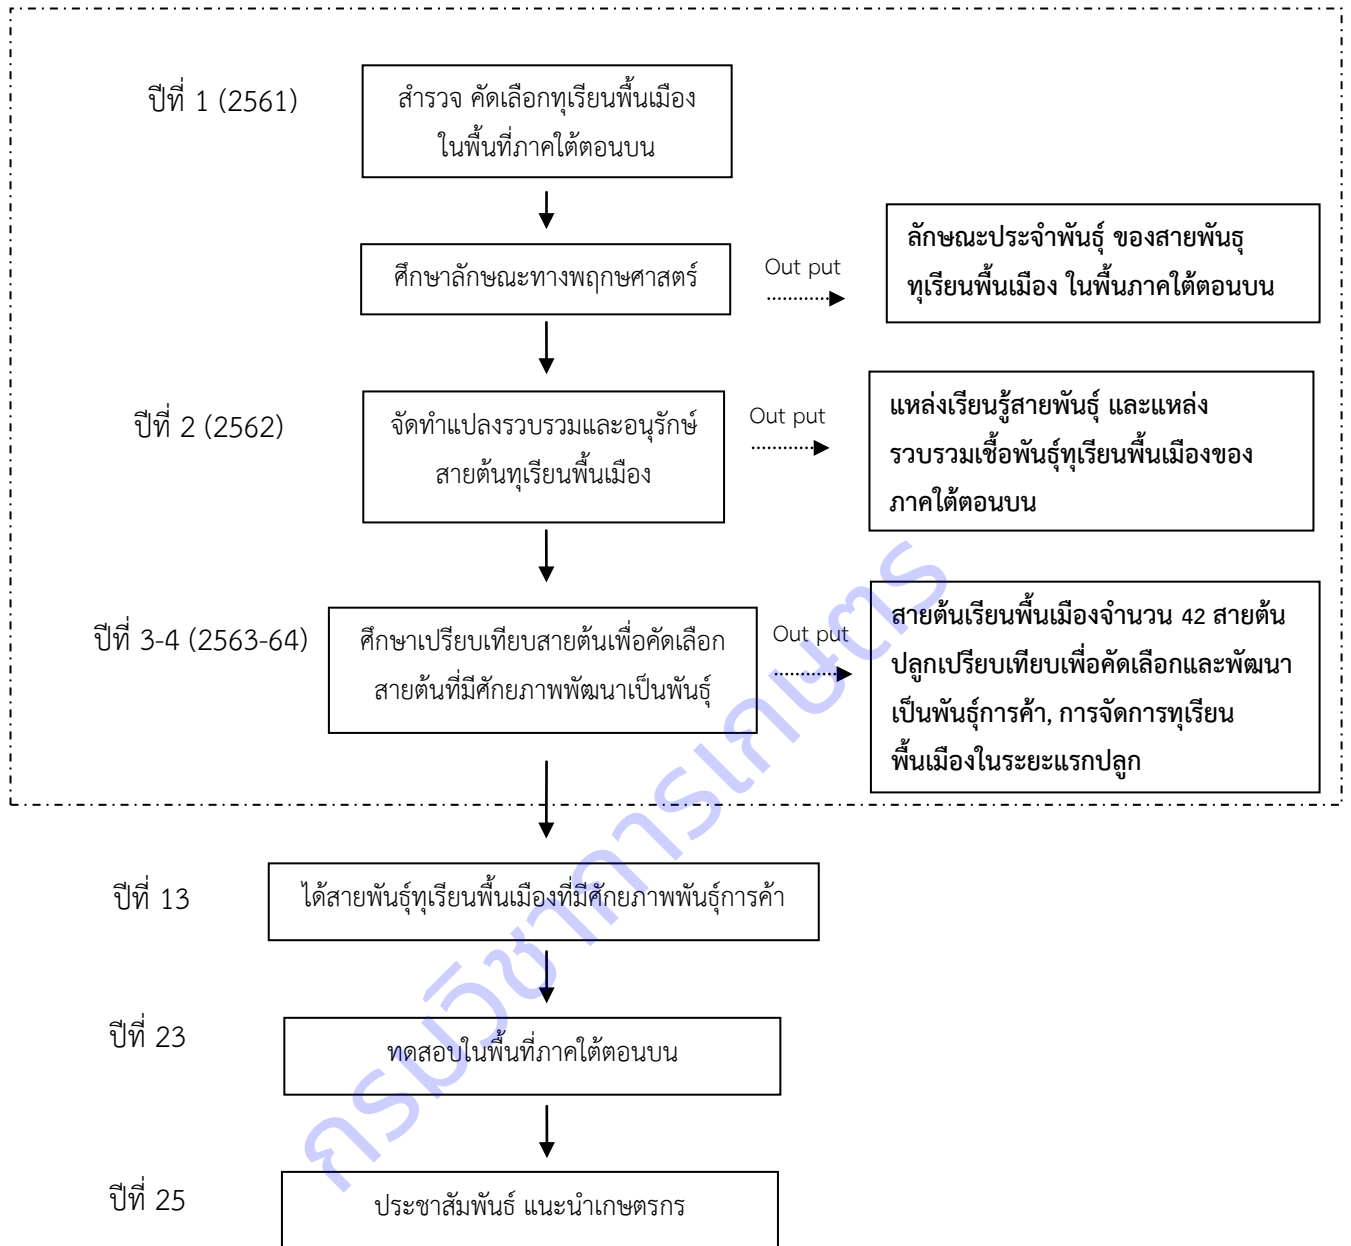 ปีที่ 1 (2561)
สำรวจ คัดเลือกทุเรียนพื้นเมือง
ในพื้นที่ภาคใต้ตอนบน
ศึกษาลักษณะทางพฤกษศาสตร์
Out put
ลักษณะประจำพันธุ์ ของสายพันธุ
ทุเรียนพื้นเมือง ในพื้นภาคใต้ตอนบน
ปีที่ 2 (2562)
จัดทำแปลงรวบรวมและอนุรักษ์
สายต้นทุเรียนพื้นเมือง
Out put
แหล่งเรียนรู้สายพันธุ์ และแหล่ง
รวบรวมเชื้อพันธุ์ทุเรียนพื้นเมืองของ
ภาคใต้ตอนบน
ปีที่ 3-4 (2563-64)
ศึกษาเปรียบเทียบสายต้นเพื่อคัดเลือก
สายต้นที่มีศักยภาพพัฒนาเป็นพันธุ์
Out put
สายต้นเรียนพื้นเมืองจำนวน 42 สายต้น
ปลูกเปรียบเทียบเพื่อคัดเลือกและพัฒนา
เป็นพันธุ์การค้า, การจัดการทุเรียน
พื้นเมืองในระยะแรกปลูก
ปีที่ 13
ได้สายพันธุ์ทุเรียนพื้นเมืองที่มีศักยภาพพันธุ์การค้า
ปีที่ 23
ทดสอบในพื้นที่ภาคใต้ตอนบน
ปีที่ 25
ประชาสัมพันธ์ แนะนำเกษตรกร
กรมวิชาการเกษตร